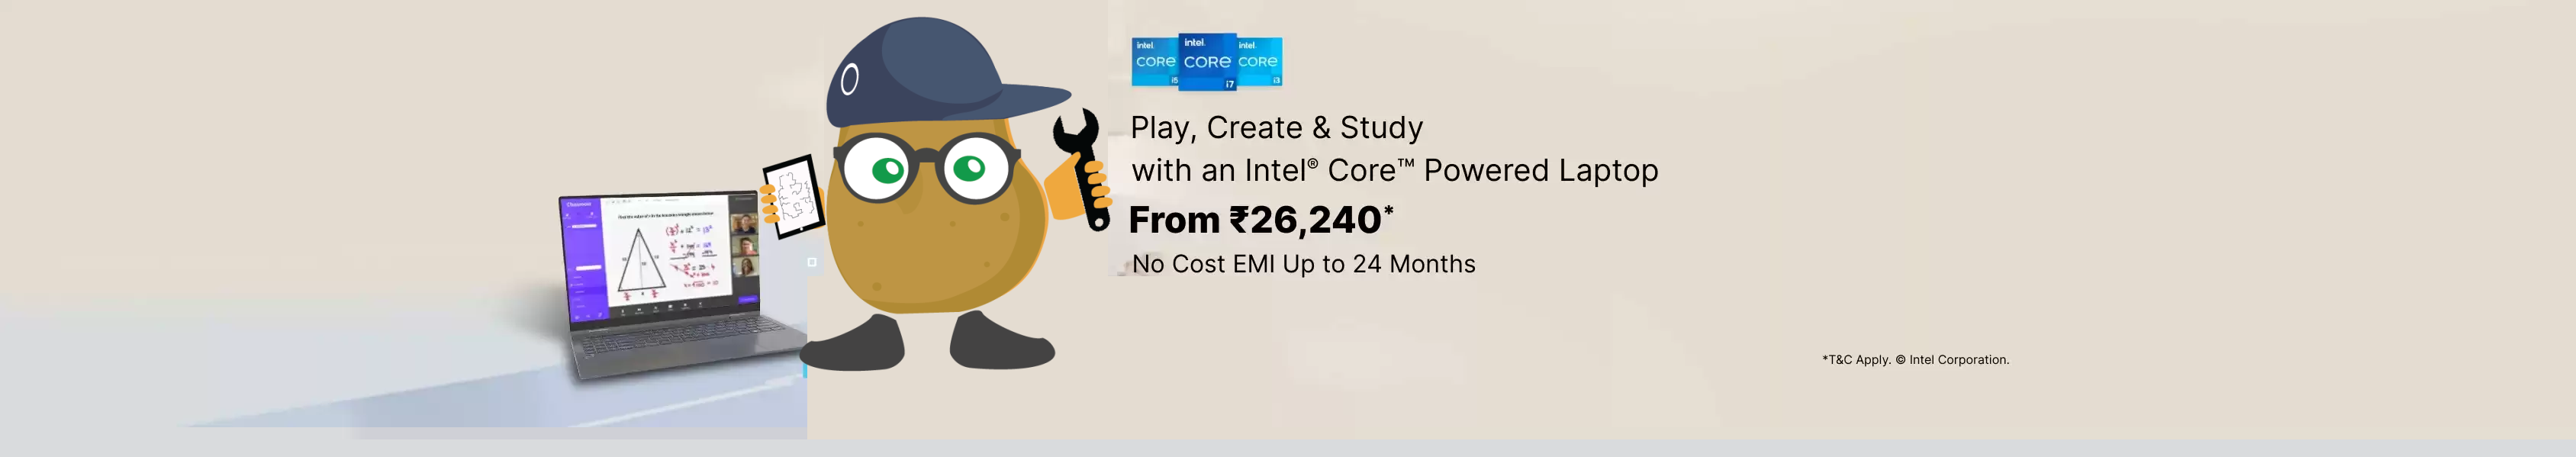 intel.
CORE
i5
intel.
CORE
i7
intel.
CORE
i3
Play, Create & Study
with an Intel® Core™ Powered Laptop
From ₹26,240*
No Cost EMI Up to 24 Months
*T&C Apply. © Intel Corporation.